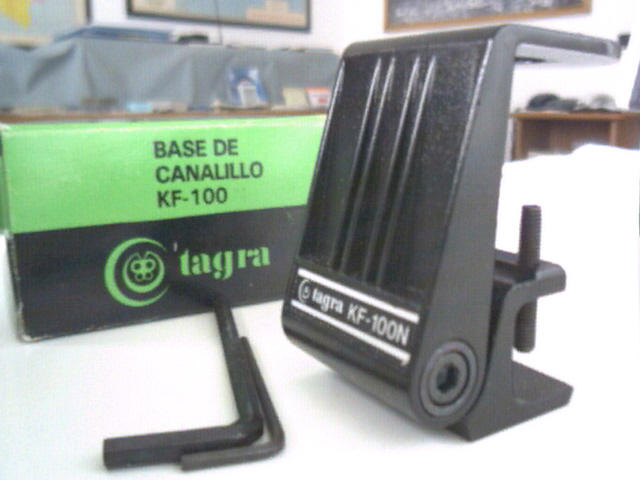 BASE DE
CANALILLO
KF-100
tagra
tagra KF-100N